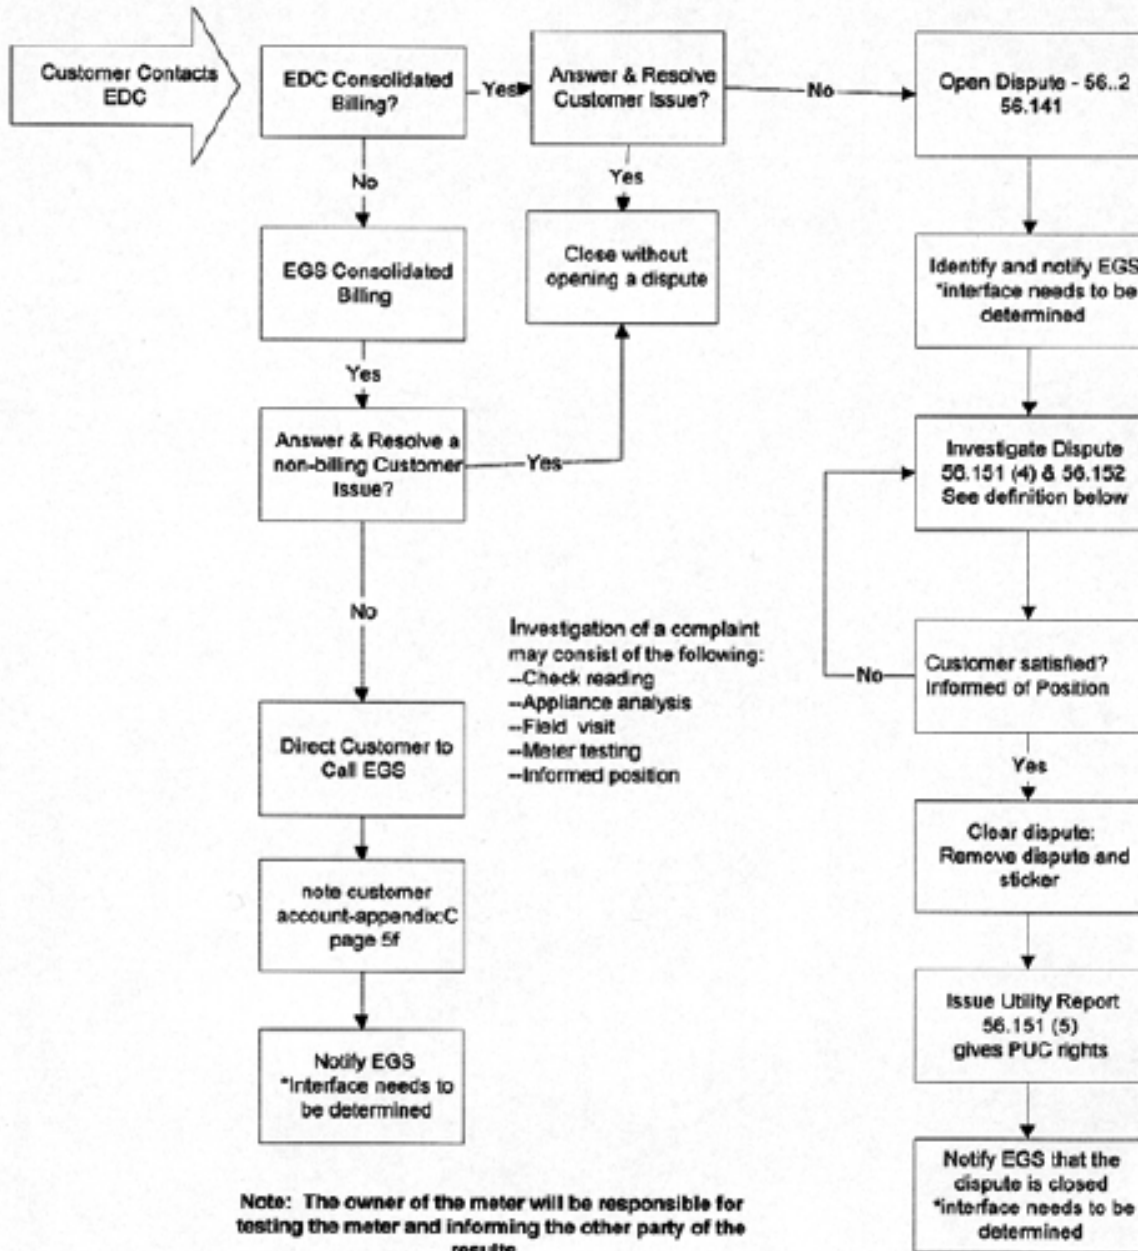 Customer Contacts
EDC
EDC Consolidated
Billing?
Yes
Answer & Resolve
Customer Issue?
No
Open Dispute - 56..2
56.141
No
Yes
EGS Consolidated
Billing
Close without
opening a dispute
Identify and notify EGS
*interface needs to be
determined
Yes
Answer & Resolve a
non-billing Customer
Issue?
Yes
Investigate Dispute
56.151 (4) & 56.152
See definition below
No
Investigation of a complaint
may consist of the following:
--Check reading
--Appliance analysis
--Field visit
--Meter testing
--Informed position
No
Customer satisfied?
Informed of Position
Direct Customer to
Call EGS
Yes
Clear dispute:
Remove dispute and
sticker
note customer
account-appendix:C
page 5f
Issue Utility Report
56.151 (5)
gives PUC rights
Notify EGS
*Interface needs to
be determined
Notify EGS that the
dispute is closed
*interface needs to be
determined
Note: The owner of the meter will be responsible for
testing the meter and informing the other party of the
results